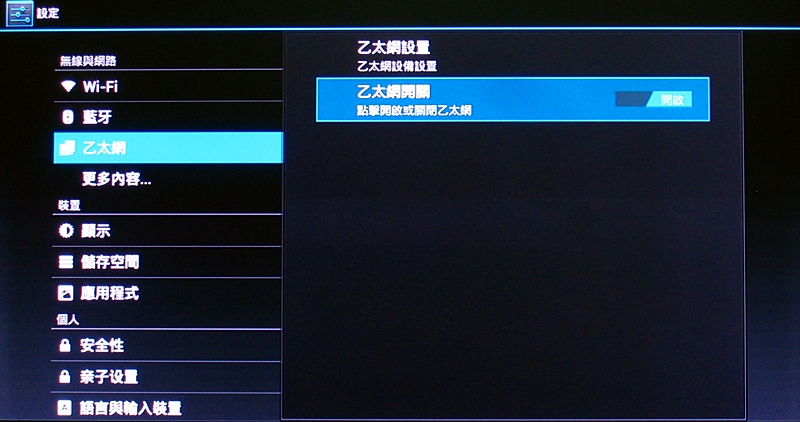 設定
無線與網路
Wi-Fi
藍牙
乙太網
更多內容...
裝置
顯示
儲存空間
應用程式
個人
安全性
亲子设置
語言與輸入裝置
乙太網設置
乙太網設備設置
乙太網開關
點擊開啟或關閉乙太網
開啟